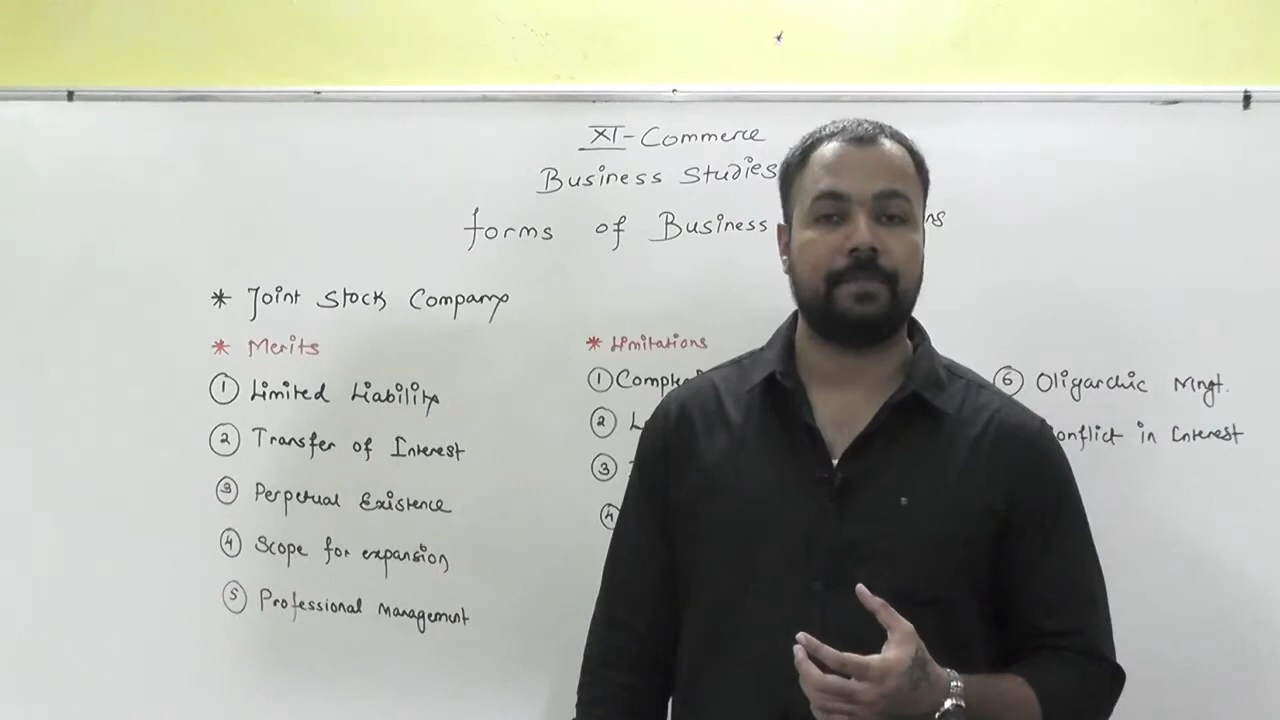 XI - Commerce
Business Studies
forms of Business
* Joint Stock Company
* Merits
① Limited Liability
② Transfer of Interest
③ Perpetual Existence
④ Scope for expansion
⑤ Professional management
* Limitations
①
②
③
④
⑥ Oligarchic Mngt.
in Interest